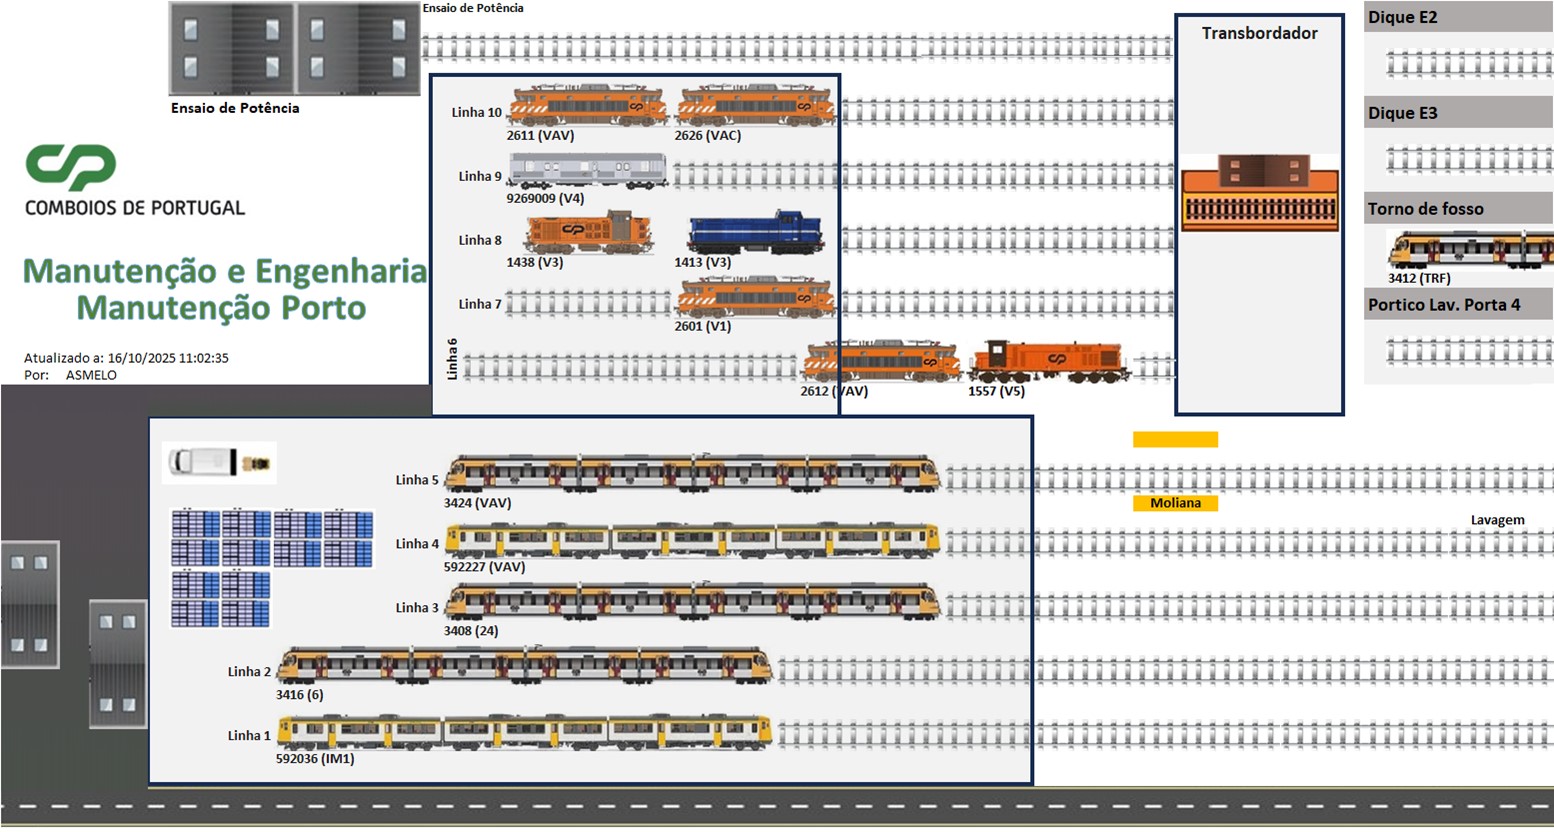 Ensaio de Potência
Ensaio de Potência
Transbordador
Dique E2
Dique E3
Torno de fosso
3412 (TRF)
Portico Lav. Porta 4
CP
COMBOIOS DE PORTUGAL
Manutenção e Engenharia
Manutenção Porto
Atualizado a: 16/10/2025 11:02:35
Por: ASMELO
Linha 10
2611 (VAV)
2626 (VAC)
Linha 9
9269009 (V4)
Linha 8
1438 (V3)
1413 (V3)
Linha 7
2601 (V1)
Linha 6
2612 (VAV)
1557 (V5)
Linha 5
3424 (VAV)
Moliana
Lavagem
Linha 4
592227 (VAV)
Linha 3
3408 (24)
Linha 2
3416 (6)
Linha 1
592036 (IM1)